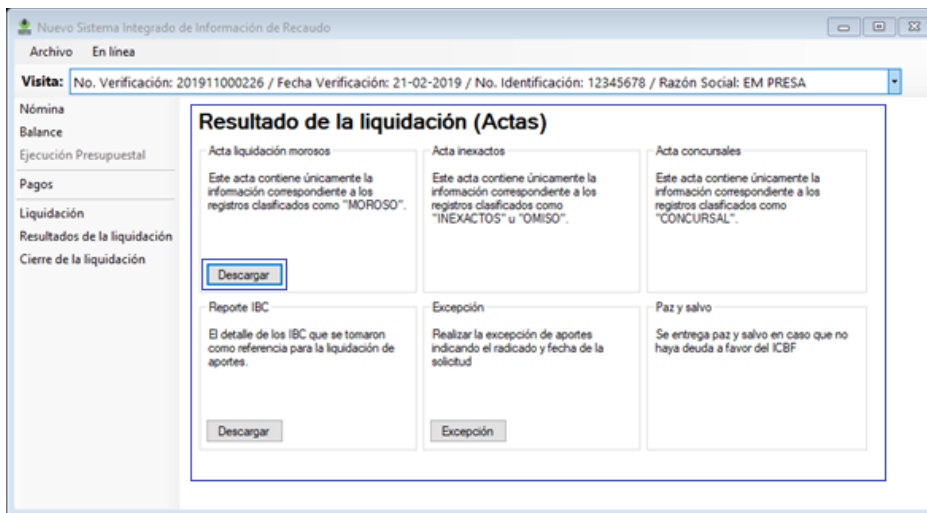 Nuevo Sistema Integrado de Información de Recaudo
Archivo En línea
Visita: No. Verificación: 201911000226 / Fecha Verificación: 21-02-2019 / No. Identificación: 12345678 / Razón Social: EM PRESA
Nómina
Balance
Ejecución Presupuestal
Pagos
Liquidación
Resultados de la liquidación
Cierre de la liquidación
Resultado de la liquidación (Actas)
Acta liquidación morosos
Este acta contiene únicamente la
información correspondiente a los
registros clasificados como "MOROSO".
Descargar
Acta inexactos
Este acta contiene únicamente la
información correspondiente a los
registros clasificados como
"INEXACTOS" u "OMISO".
Acta concursales
Este acta contiene únicamente la
información correspondiente a los
registros clasificados como
"CONCURSAL".
Reporte IBC
El detalle de los IBC que se tomaron
como referencia para la liquidación de
aportes.
Descargar
Excepción
Realizar la excepción de aportes
indicando el radicado y fecha de la
solicitud
Excepción
Paz y salvo
Se entrega paz y salvo en caso que no
haya deuda a favor del ICBF